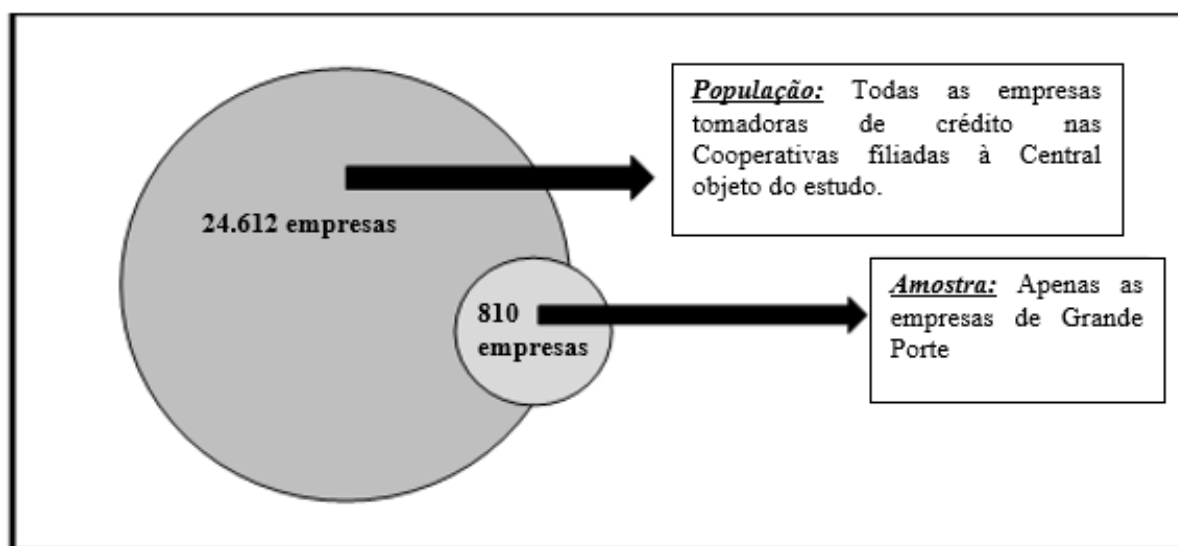 População: Todas as empresas
tomadoras de crédito nas
Cooperativas filiadas à Central
objeto do estudo.
24.612 empresas
810
empresas
Amostra: Apenas as
empresas de Grande
Porte